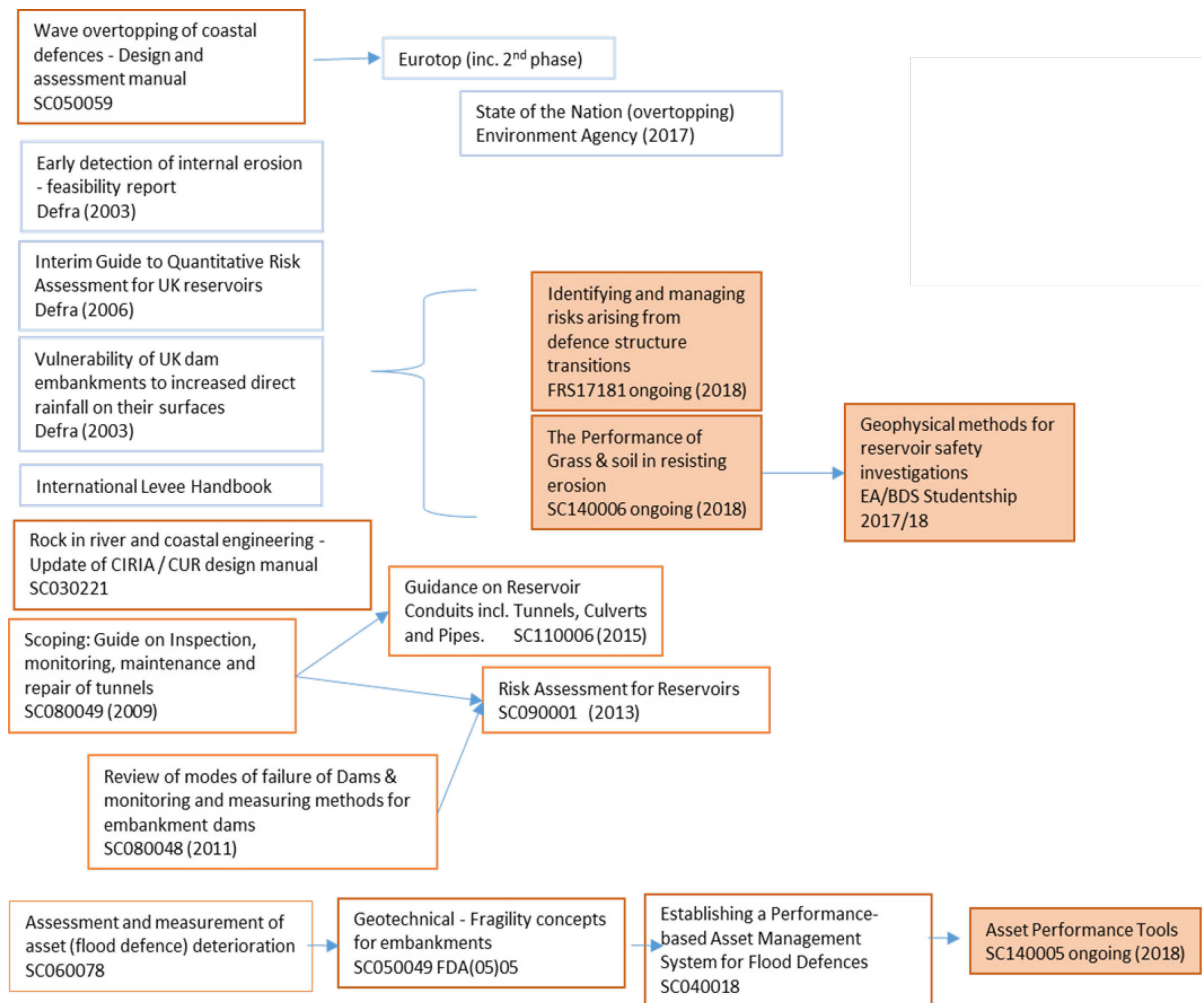 Wave overtopping of coastal
defences - Design and
assessment manual
SC050059
Eurotop (inc. 2nd phase)
State of the Nation (overtopping)
Environment Agency (2017)
Early detection of internal erosion
- feasibility report
Defra (2003)
Interim Guide to Quantitative Risk
Assessment for UK reservoirs
Defra (2006)
Vulnerability of UK dam
embankments to increased direct
rainfall on their surfaces
Defra (2003)
International Levee Handbook
Identifying and managing
risks arising from
defence structure
transitions
FRS17181 ongoing (2018)
The Performance of
Grass & soil in resisting
erosion
SC140006 ongoing (2018)
Geophysical methods for
reservoir safety
investigations
EA/BDS Studentship
2017/18
Rock in river and coastal engineering -
Update of CIRIA / CUR design manual
SC030221
Scoping: Guide on Inspection,
monitoring, maintenance and
repair of tunnels
SC080049 (2009)
Guidance on Reservoir
Conduits incl. Tunnels, Culverts
and Pipes. SC110006 (2015)
Risk Assessment for Reservoirs
SC090001 (2013)
Review of modes of failure of Dams &
monitoring and measuring methods for
embankment dams
SC080048 (2011)
Assessment and measurement of
asset (flood defence) deterioration
SC060078
Geotechnical - Fragility concepts
for embankments
SC050049 FDA(05)05
Establishing a Performance-
based Asset Management
System for Flood Defences
SC040018
Asset Performance Tools
SC140005 ongoing (2018)